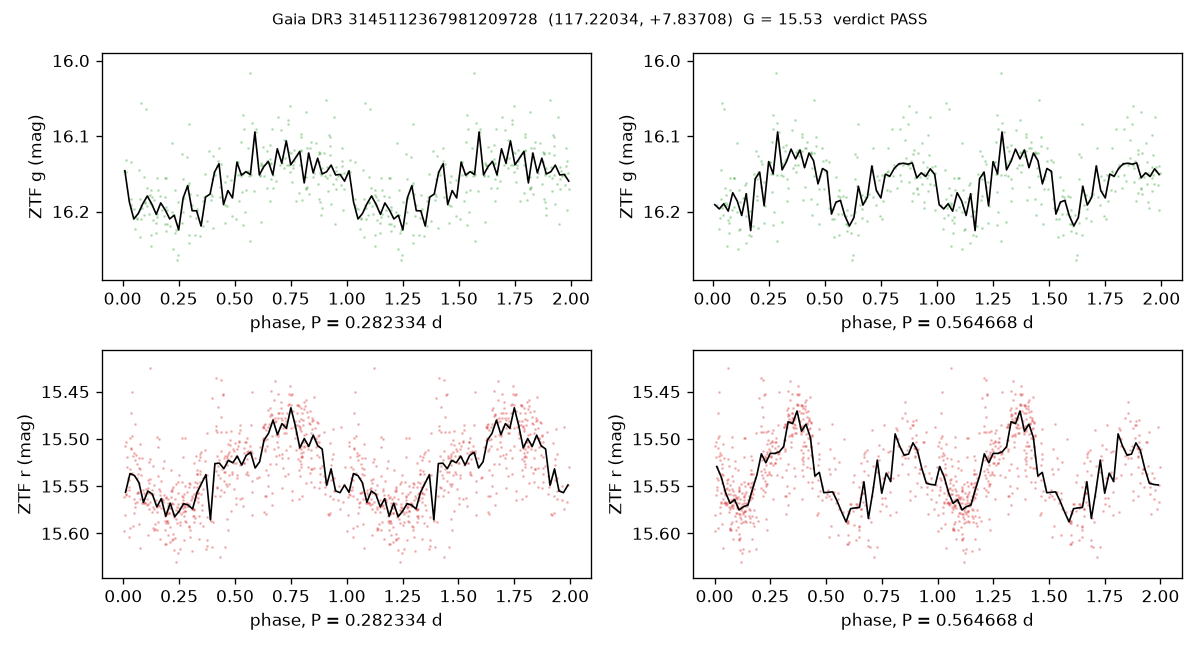 Gaia DR3 3145112367981209728  (117.22034, +7.83708)  G = 15.53  verdict PASS
ZTF g (mag)
16.0
16.1
16.2
0.00 0.25 0.50 0.75 1.00 1.25 1.50 1.75 2.00
phase, P = 0.282334 d
ZTF g (mag)
16.0
16.1
16.2
0.00 0.25 0.50 0.75 1.00 1.25 1.50 1.75 2.00
phase, P = 0.564668 d
ZTF r (mag)
15.45
15.50
15.55
15.60
0.00 0.25 0.50 0.75 1.00 1.25 1.50 1.75 2.00
phase, P = 0.282334 d
ZTF r (mag)
15.45
15.50
15.55
15.60
0.00 0.25 0.50 0.75 1.00 1.25 1.50 1.75 2.00
phase, P = 0.564668 d